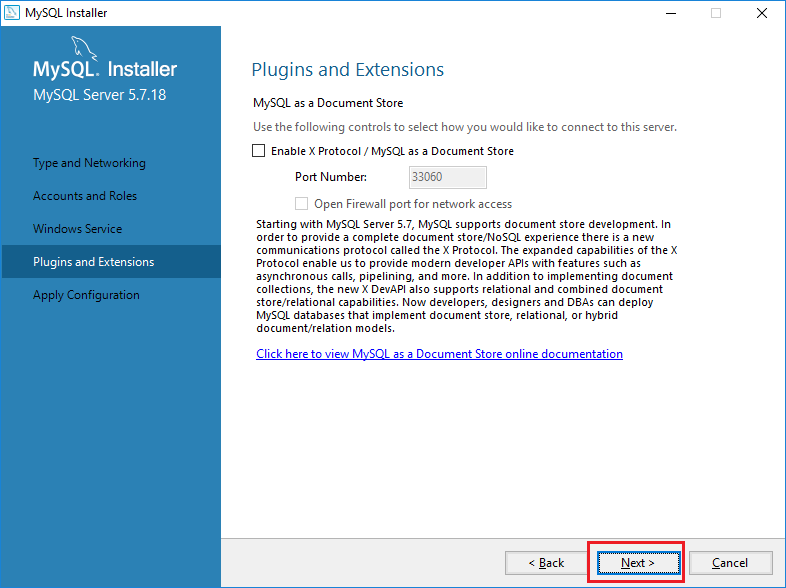 MySQL Installer
MySQL. Installer
MySQL Server 5.7.18
Type and Networking
Accounts and Roles
Windows Service
Plugins and Extensions
Apply Configuration
Plugins and Extensions
MySQL as a Document Store
Use the following controls to select how you would like to connect to this server.
Enable X Protocol / MySQL as a Document Store
Port Number: 33060
Open Firewall port for network access
Starting with MySQL Server 5.7, MySQL supports document store development. In
order to provide a complete document store/NoSQL experience there is a new
communications protocol called the X Protocol. The expanded capabilities of the X
Protocol enable us to provide modern developer APIs with features such as
asynchronous calls, pipelining, and more. In addition to implementing document
collections, the new X DevAPI also supports relational and combined document
store/relational capabilities. Now developers, designers and DBAs can deploy
MySQL databases that implement document store, relational, or hybrid
document/relation models.
Click here to view MySQL as a Document Store online documentation
< Back Next > Cancel